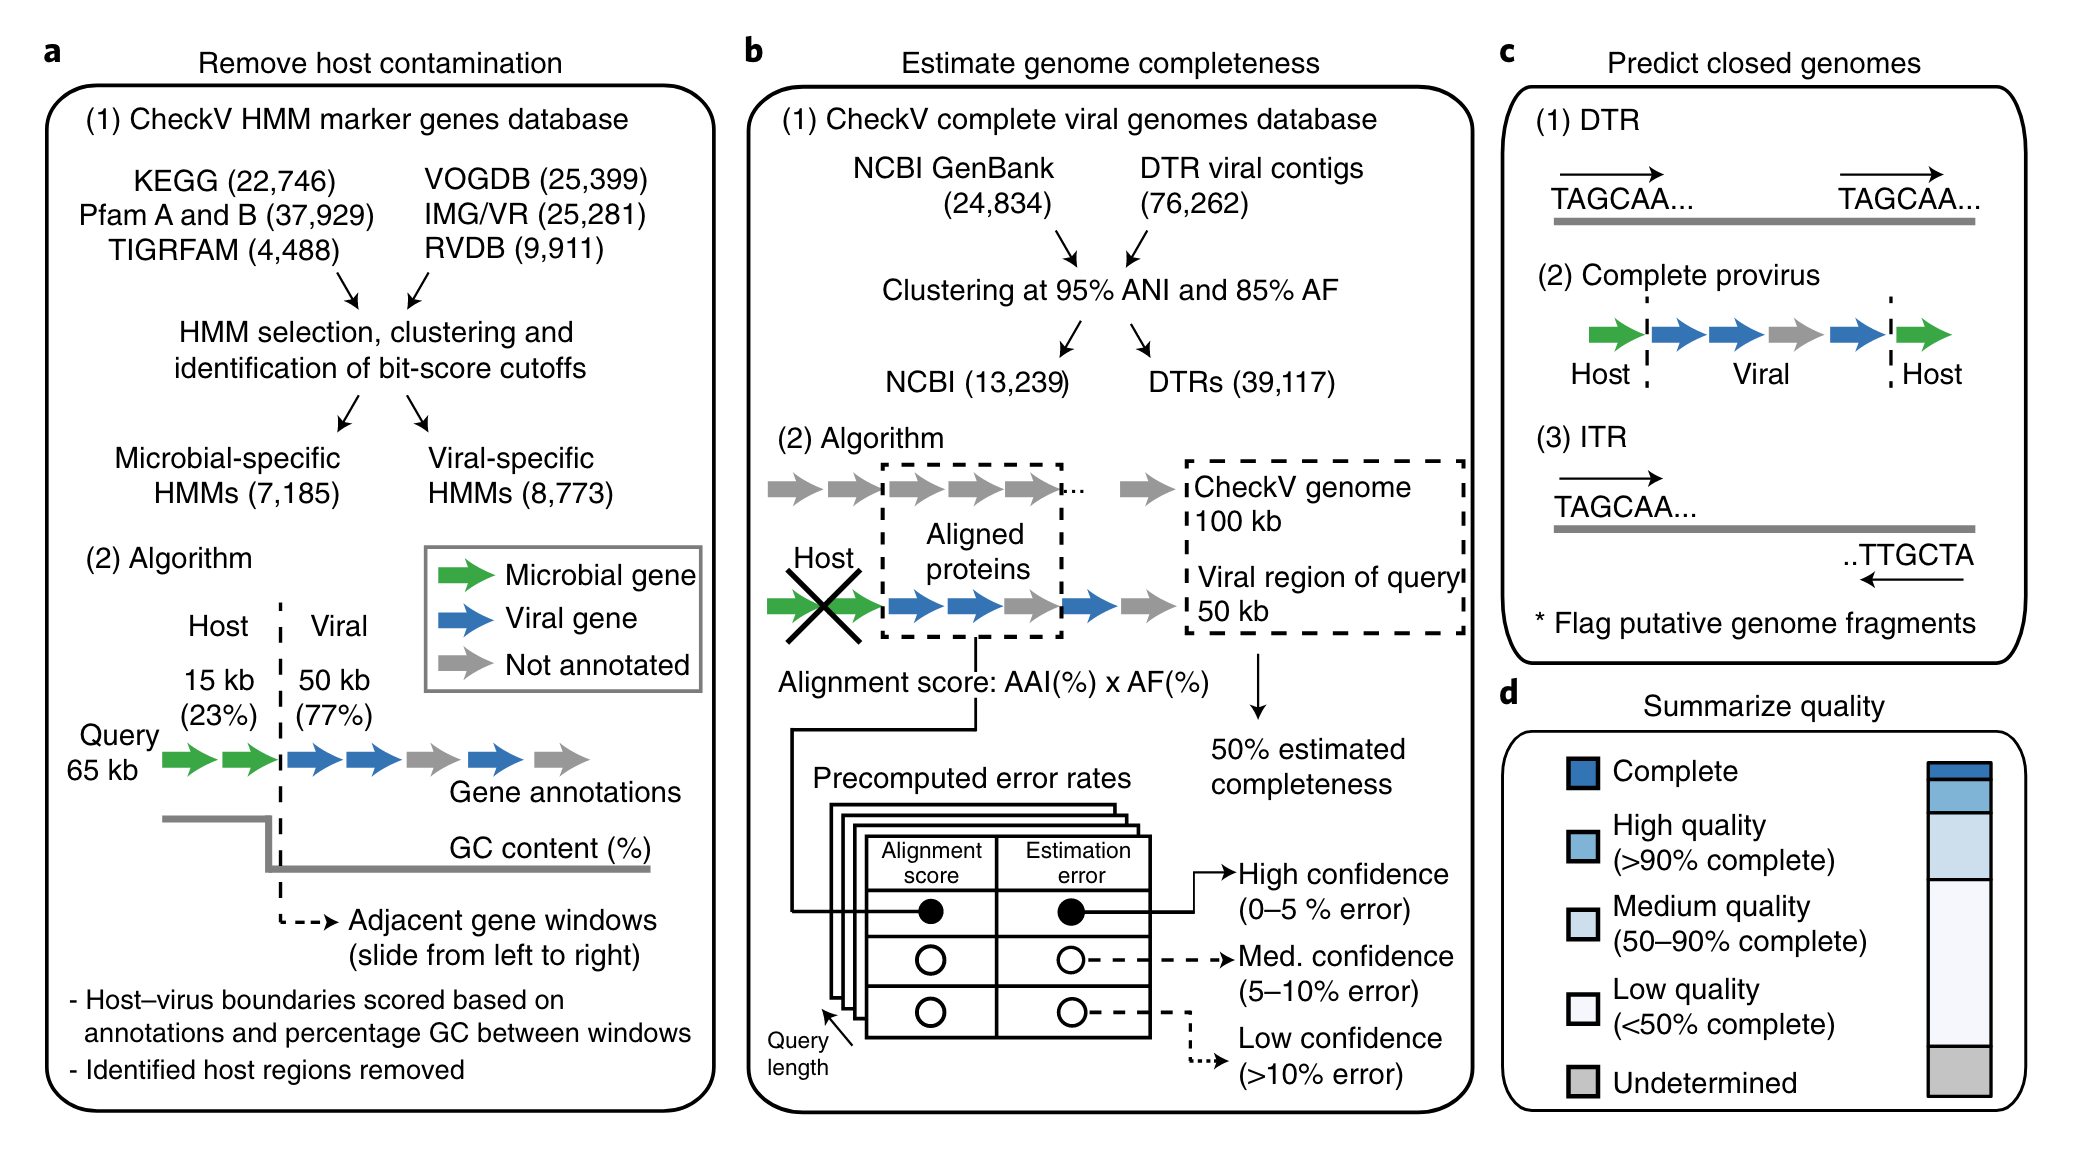 a
Remove host contamination
(1) CheckV HMM marker genes database
KEGG (22,746)
Pfam A and B (37,929)
TIGRFAM (4,488)
VOGDB (25,399)
IMG/VR (25,281)
RVDB (9,911)
HMM selection, clustering and
identification of bit-score cutoffs
Microbial-specific
HMMs (7,185)
Viral-specific
HMMs (8,773)
(2) Algorithm
Microbial gene
Viral gene
Not annotated
Host
Viral
15 kb
(23%)
50 kb
(77%)
Query
65 kb
Gene annotations
GC content (%)
Adjacent gene windows
(slide from left to right)
- Host–virus boundaries scored based on
annotations and percentage GC between windows
- Identified host regions removed
b
Estimate genome completeness
(1) CheckV complete viral genomes database
NCBI GenBank
(24,834)
DTR viral contigs
(76,262)
Clustering at 95% ANI and 85% AF
NCBI (13,239)
DTRs (39,117)
(2) Algorithm
...
CheckV genome
100 kb
Aligned
proteins
Host
Viral region of query
50 kb
Alignment score: AAI(%) x AF(%)
50% estimated
completeness
Precomputed error rates
Alignment
score
Estimation
error
High confidence
(0–5 % error)
Med. confidence
(5–10% error)
Low confidence
(>10% error)
Query
length
c
Predict closed genomes
(1) DTR
TAGCAA...
TAGCAA...
(2) Complete provirus
Host
Viral
Host
(3) ITR
TAGCAA...
..TTGCTA
* Flag putative genome fragments
d
Summarize quality
Complete
High quality
(>90% complete)
Medium quality
(50–90% complete)
Low quality
(<50% complete)
Undetermined